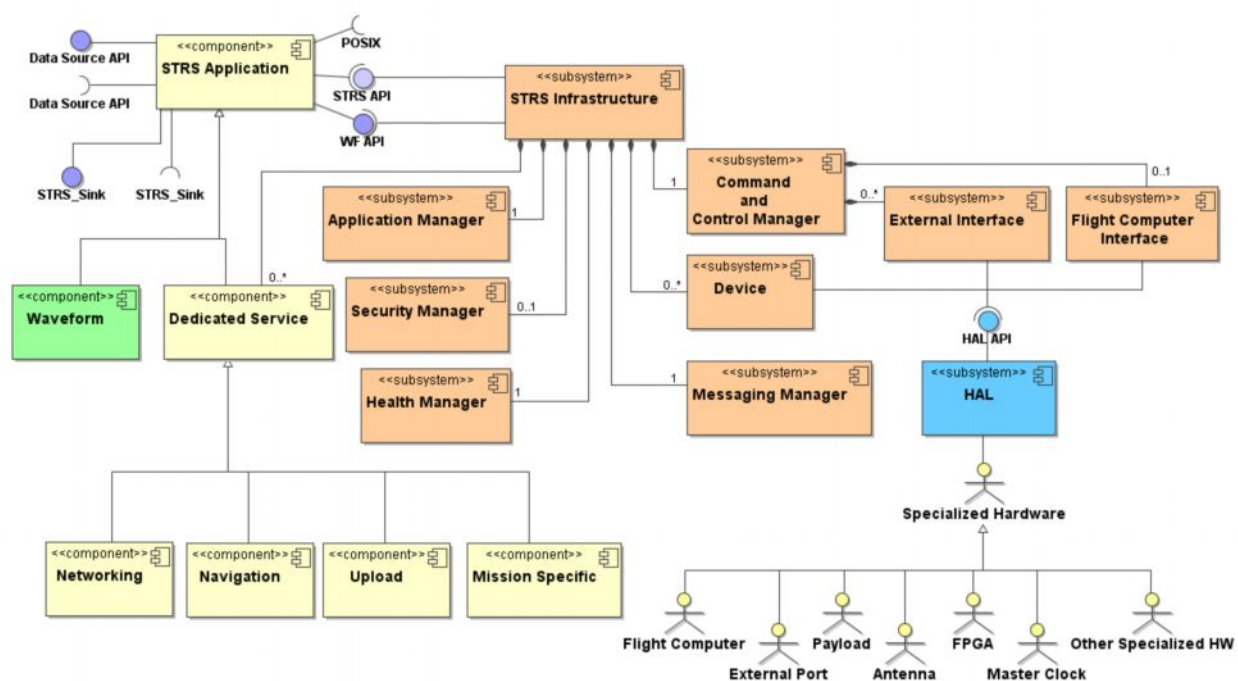 <<component>>
STRS Application
Data Source API
Data Source API
STRS_Sink
STRS_Sink
POSIX
STRS API
WF API
<<subsystem>>
STRS Infrastructure
<<subsystem>>
Command
and
Control Manager
1
0..1
0..*
<<subsystem>>
External Interface
<<subsystem>>
Flight Computer
Interface
<<subsystem>>
Application Manager
1
<<subsystem>>
Device
0..*
<<component>>
Waveform
0..*
<<component>>
Dedicated Service
<<subsystem>>
Security Manager
0..1
HAL API
<<subsystem>>
Health Manager
1
<<subsystem>>
Messaging Manager
1
<<subsystem>>
HAL
Specialized Hardware
<<component>>
Networking
<<component>>
Navigation
<<component>>
Upload
<<component>>
Mission Specific
Flight Computer
External Port
Payload
Antenna
FPGA
Master Clock
Other Specialized HW